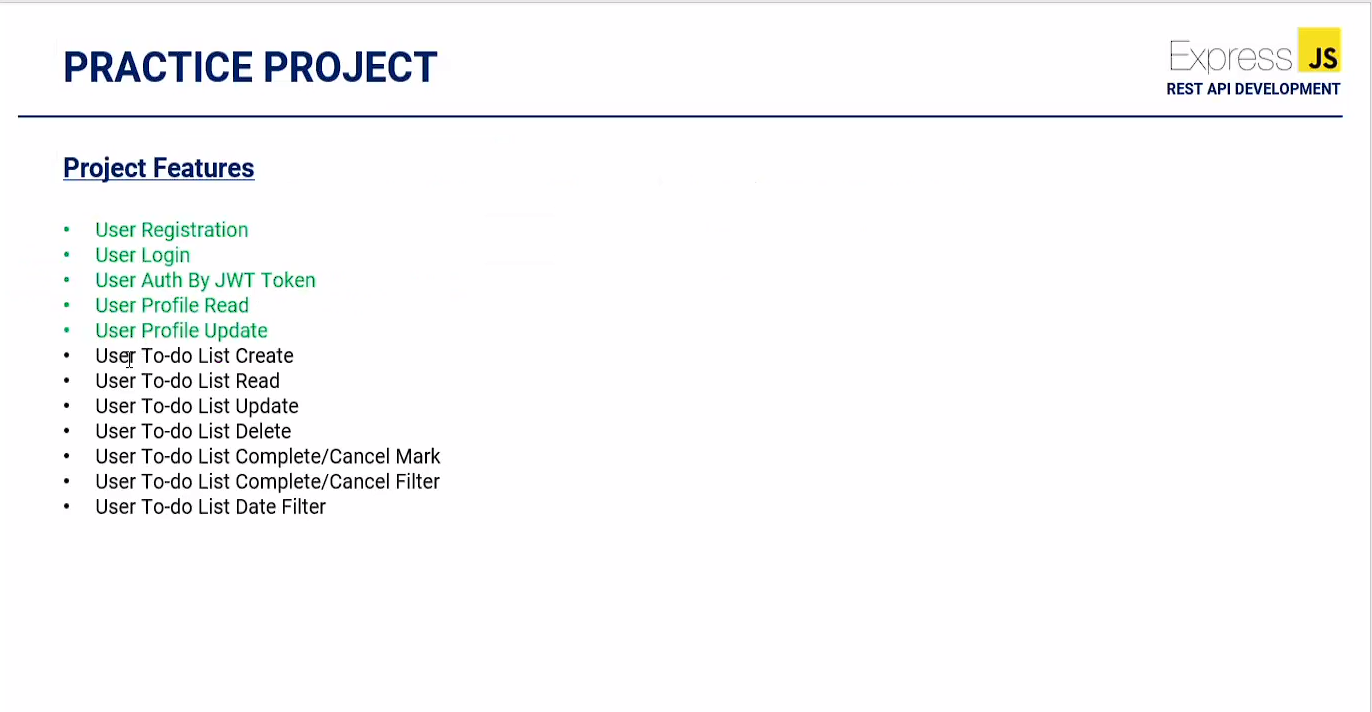 PRACTICE PROJECT
Express JS
REST API DEVELOPMENT
Project Features
• User Registration
• User Login
• User Auth By JWT Token
• User Profile Read
• User Profile Update
• User To-do List Create
• User To-do List Read
• User To-do List Update
• User To-do List Delete
• User To-do List Complete/Cancel Mark
• User To-do List Complete/Cancel Filter
• User To-do List Date Filter